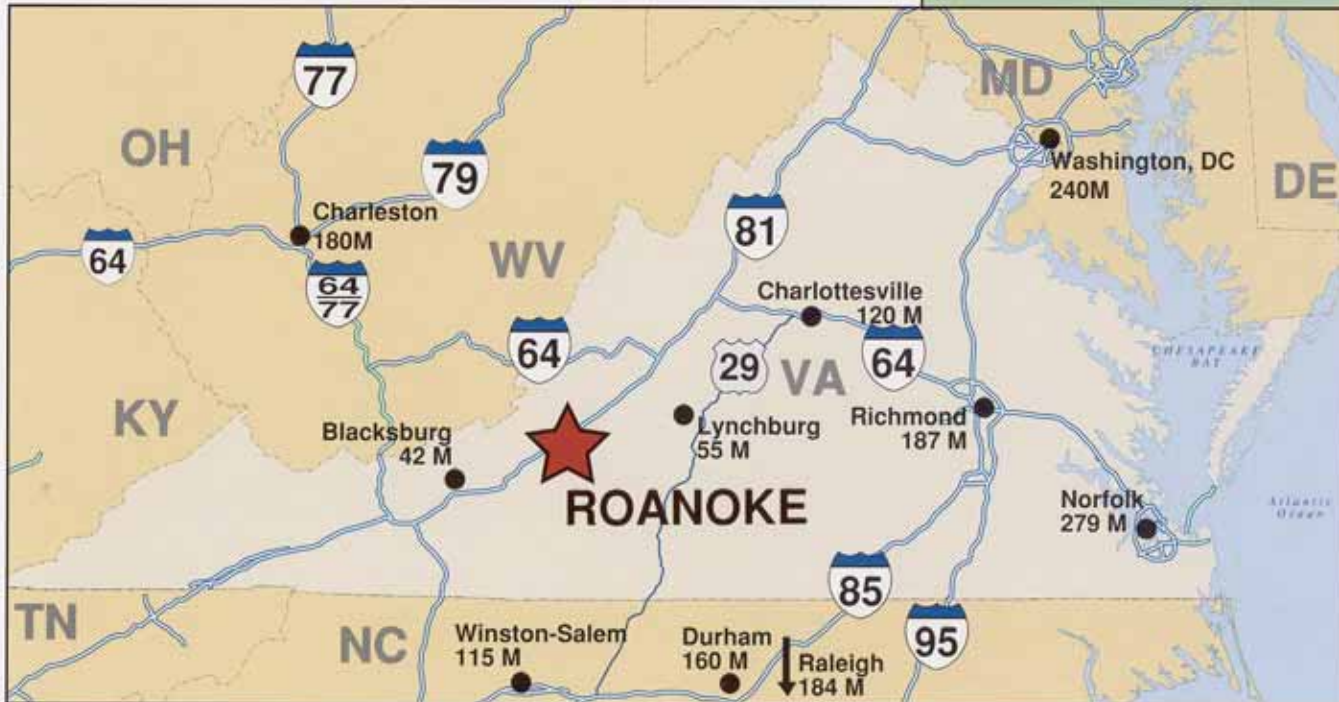 77
OH
MD
79
Washington, DC
240M
DE
Charleston
180M
81
64
WV
64
77
Charlottesville
120 M
64
29
VA
64
CHESAPEAKE
BAY
KY
Blacksburg
42 M
Lynchburg
55 M
Richmond
187 M
ROANOKE
Norfolk
279 M
Atlantic
Ocean
85
TN
NC
Winston-Salem
115 M
Durham
160 M
Raleigh
184 M
95